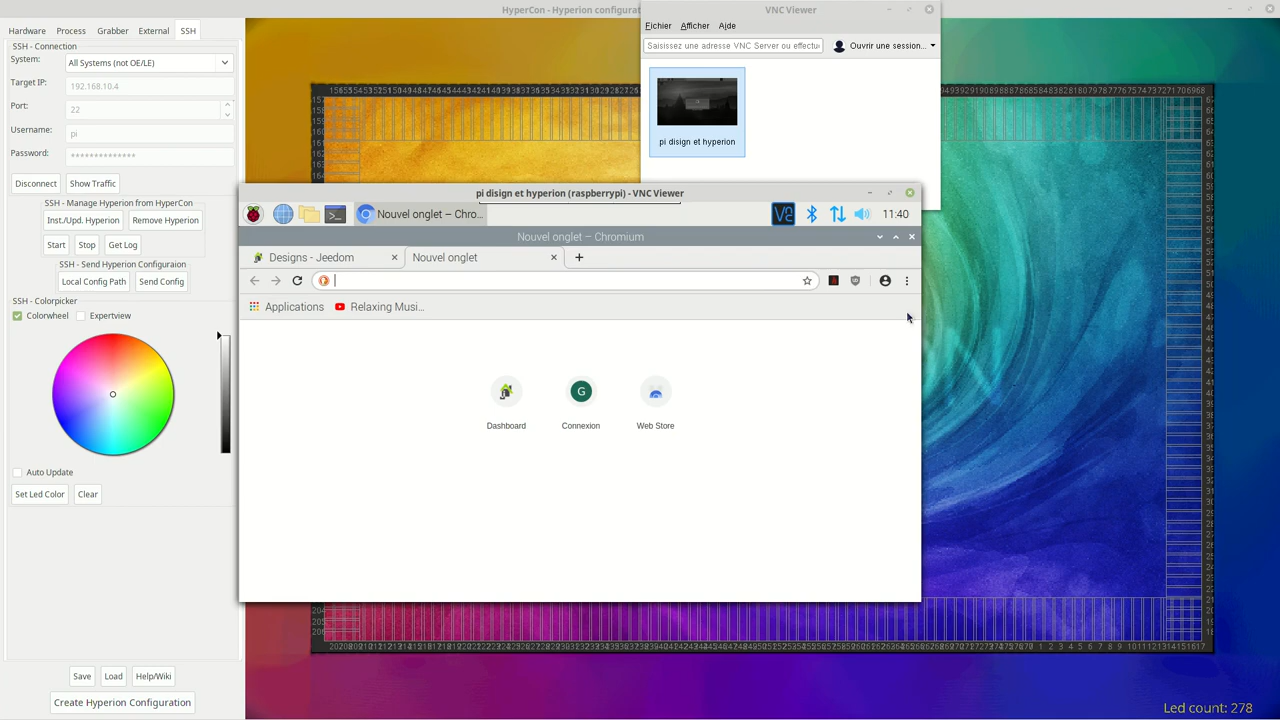 HyperCon - Hyperion configurat
VNC Viewer
Hardware Process Grabber External SSH
Fichier Afficher Aide
SSH - Connection
Saisissez une adresse VNC Server ou effectu
Ouvrir une session...
System: All Systems (not OE/LE)
Target IP: 192.168.10.4
Port: 22
Username: pi
Password: **************
pi disign et hyperion
Disconnect Show Traffic
SSH - Manage Hyperion from HyperCon
Inst./Upd. Hyperion Remove Hyperion
Start Stop Get Log
SSH - Send Hyperion Configuraion
Local Config Path Send Config
SSH - Colorpicker
Colorwheel Expertview
Auto Update
Set Led Color Clear
Save Load Help/Wiki
Create Hyperion Configuration
pi disign et hyperion (raspberrypi) - VNC Viewer
Nouvel onglet – Chro...
11:40
Nouvel onglet – Chromium
Designs - Jeedom
Nouvel onglet
Applications Relaxing Musi...
G
Dashboard Connexion Web Store
Led count: 278